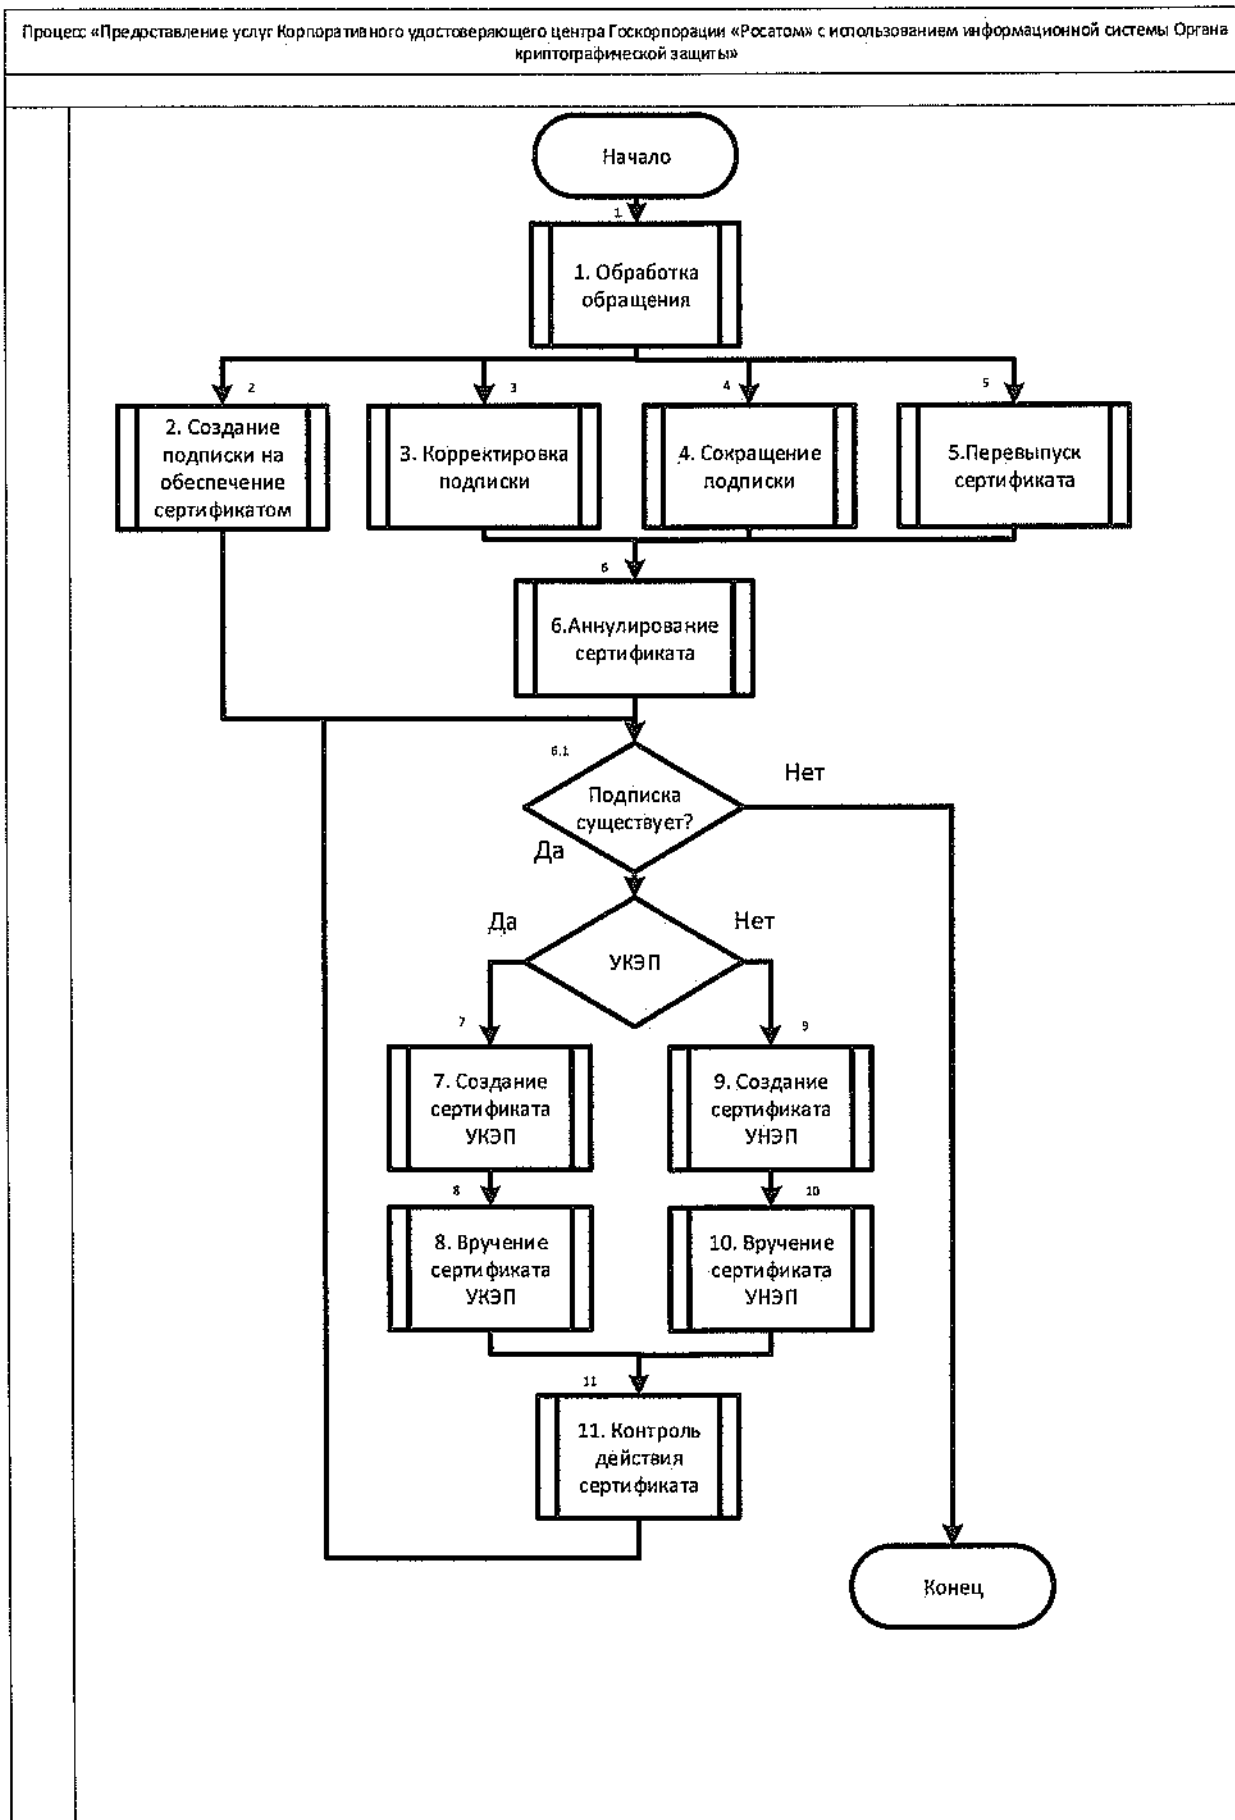 Процесс «Предоставление услуг Корпоративного удостоверяющего центра Госкорпорации «Росатом» с использованием информационной системы Органа
криптографической защиты»
Начало
1
1. Обработка
обращения
2
3
4
5
2. Создание
подписки на
обеспечение
сертификатом
3. Корректировка
подписки
4. Сокращение
подписки
5.Перевыпуск
сертификата
6
6.Аннулирование
сертификата
6.1
Нет
Подписка
существует?
Да
Да
Нет
УКЭП
7
9
7. Создание
сертификата
УКЭП
9. Создание
сертификата
УНЭП
8
10
8. Вручение
сертификата
УКЭП
10. Вручение
сертификата
УНЭП
11
11. Контроль
действия
сертификата
Конец